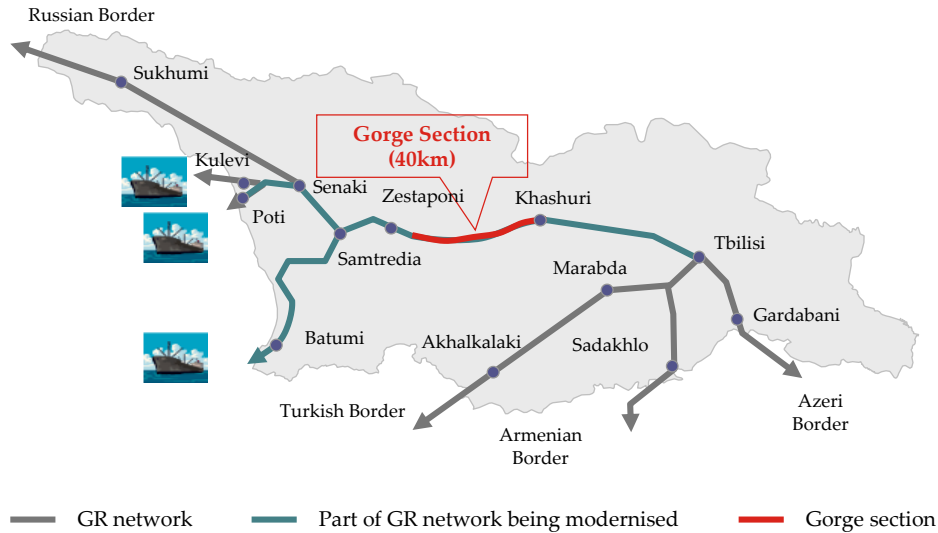 Russian Border
Sukhumi
Gorge Section
(40km)
Kulevi
Senaki
Zestaponi
Khashuri
Poti
Tbilisi
Samtredia
Marabda
Gardabani
Batumi
Akhalkalaki
Sadakhlo
Turkish Border
Azeri
Border
Armenian
Border
GR network
Part of GR network being modernised
Gorge section